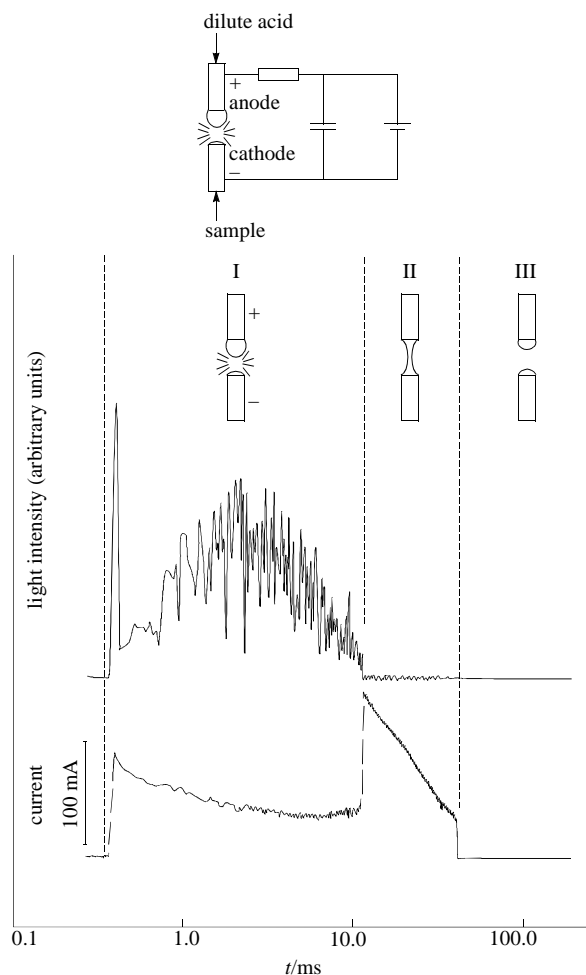 dilute acid
+
anode
cathode
−
sample
I
II
III
+
−
light intensity (arbitrary units)
current
100 mA
0.1
1.0
10.0
100.0
t/ms